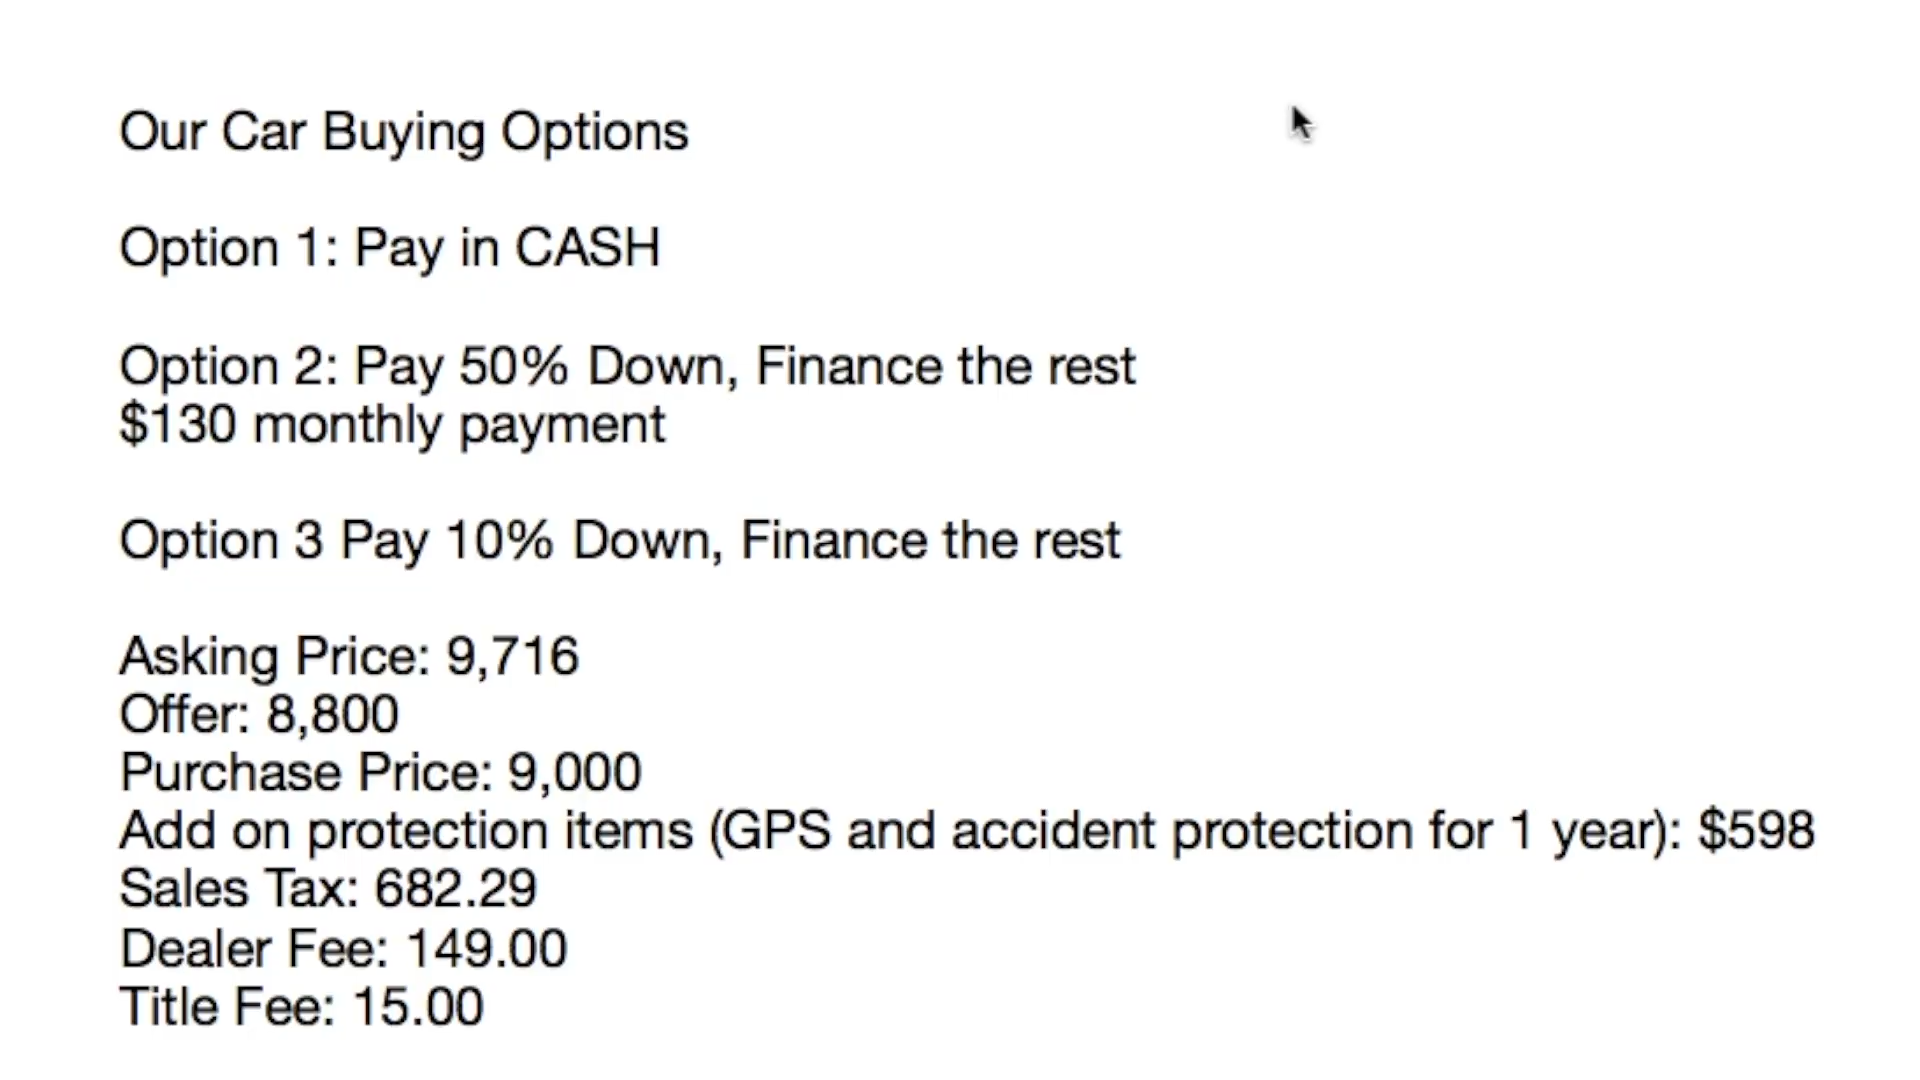 Our Car Buying Options
Option 1: Pay in CASH
Option 2: Pay 50% Down, Finance the rest
$130 monthly payment
Option 3 Pay 10% Down, Finance the rest
Asking Price: 9,716
Offer: 8,800
Purchase Price: 9,000
Add on protection items (GPS and accident protection for 1 year): $598
Sales Tax: 682.29
Dealer Fee: 149.00
Title Fee: 15.00